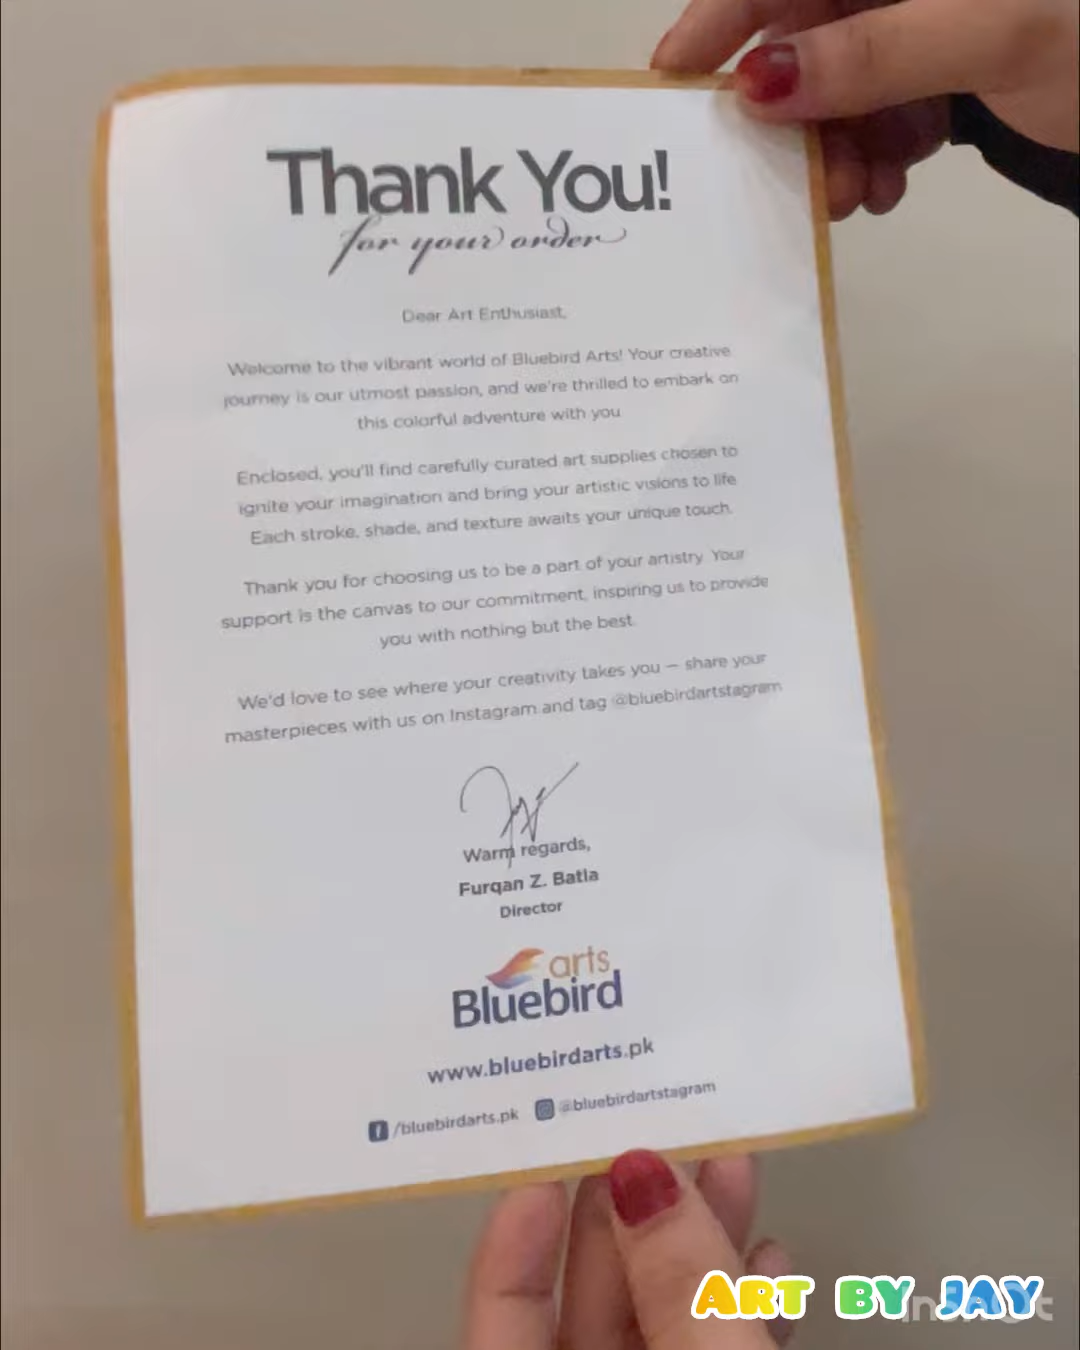 Thank You!
for your order
Dear Art Enthusiast,
Welcome to the vibrant world of Bluebird Arts! Your creative
journey is our utmost passion, and we're thrilled to embark on
this colorful adventure with you
Enclosed, you'll find carefully curated art supplies chosen to
ignite your imagination and bring your artistic visions to life
Each stroke, shade, and texture awaits your unique touch.
Thank you for choosing us to be a part of your artistry. Your
support is the canvas to our commitment, inspiring us to provide
you with nothing but the best.
We'd love to see where your creativity takes you – share your
masterpieces with us on Instagram and tag @bluebirdartstagram
Warm regards,
Furqan Z. Batla
Director
arts
Bluebird
www.bluebirdarts.pk
/bluebirdarts.pk @bluebirdartstagram
ART BY JAY
InShOt